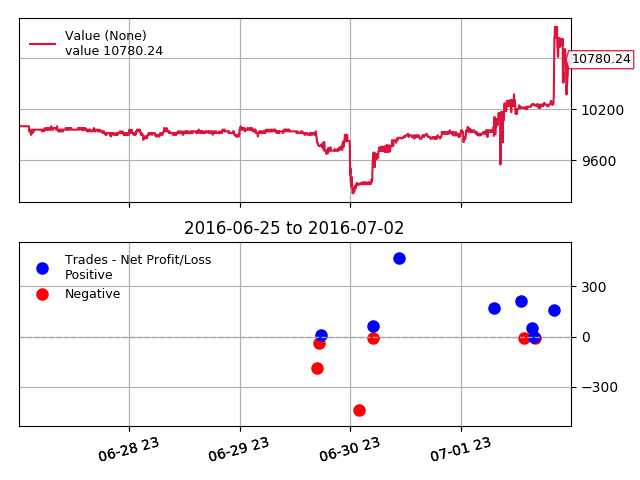 Value (None)
value 10780.24
10780.24
10200
9600
2016-06-25 to 2016-07-02
Trades - Net Profit/Loss
Positive
Negative
300
0
−300
06-28 23
06-29 23
06-30 23
07-01 23